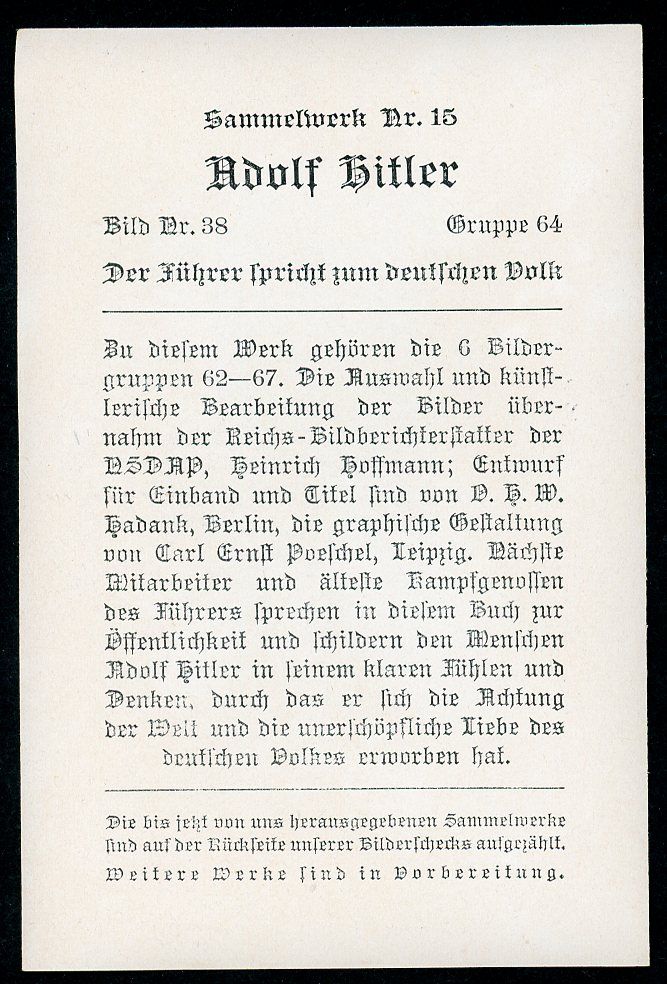 Sammelwerk Nr. 15
Adolf Hitler
Bild Nr. 38 Gruppe 64
Der Führer spricht zum deutschen Volk
Zu diesem Werk gehören die 6 Bilder-
gruppen 62—67. Die Auswahl und künst-
lerische Bearbeitung der Bilder über-
nahm der Reichs-Bildberichterstatter der
NSDAP, Heinrich Hoffmann; Entwurf
für Einband und Titel sind von O. H. W.
Hadank, Berlin, die graphische Gestaltung
von Carl Ernst Poeschel, Leipzig. Nächste
Mitarbeiter und älteste Kampfgenossen
des Führers sprechen in diesem Buch zur
Öffentlichkeit und schildern den Menschen
Adolf Hitler in seinem klaren Fühlen und
Denken, durch das er sich die Achtung
der Welt und die unerschöpfliche Liebe des
deutschen Volkes erworben hat.
Die bis jetzt von uns herausgegebenen Sammelwerke
sind auf der Rückseite unserer Bilderschecks aufgezählt.
Weitere Werke sind in Vorbereitung.